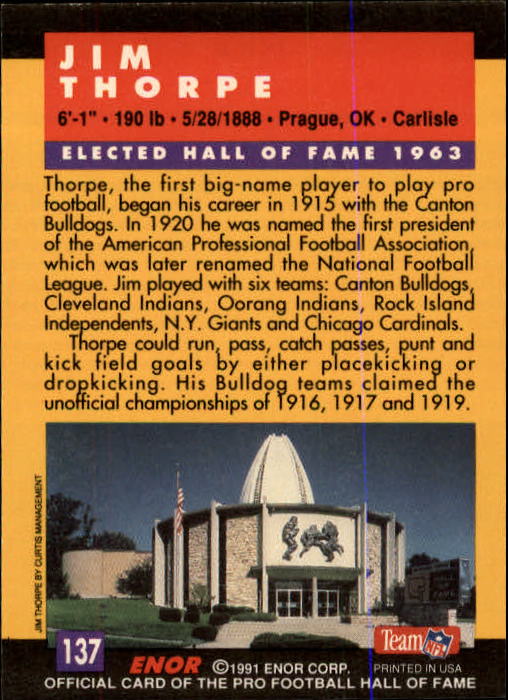 JIM
THORPE
6'-1" • 190 lb • 5/28/1888 • Prague, OK • Carlisle
ELECTED HALL OF FAME 1963
Thorpe, the first big-name player to play pro
football, began his career in 1915 with the Canton
Bulldogs. In 1920 he was named the first president
of the American Professional Football Association,
which was later renamed the National Football
League. Jim played with six teams: Canton Bulldogs,
Cleveland Indians, Oorang Indians, Rock Island
Independents, N.Y. Giants and Chicago Cardinals.
Thorpe could run, pass, catch passes, punt and
kick field goals by either placekicking or
dropkicking. His Bulldog teams claimed the
unofficial championships of 1916, 1917 and 1919.
JIM THORPE BY CURTIS MANAGEMENT
137
ENOR ©1991 ENOR CORP.
Team NFL
PRINTED IN USA
OFFICIAL CARD OF THE PRO FOOTBALL HALL OF FAME